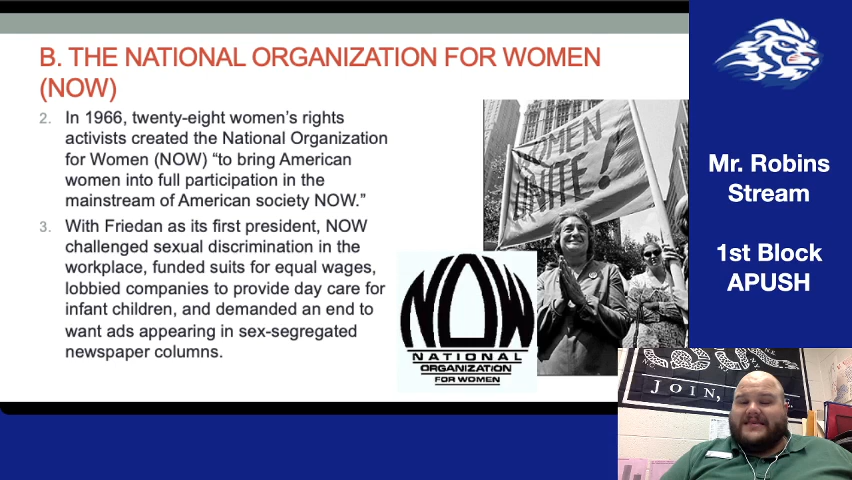 B. THE NATIONAL ORGANIZATION FOR WOMEN
(NOW)
2. In 1966, twenty-eight women's rights
activists created the National Organization
for Women (NOW) “to bring American
women into full participation in the
mainstream of American society NOW.”
3. With Friedan as its first president, NOW
challenged sexual discrimination in the
workplace, funded suits for equal wages,
lobbied companies to provide day care for
infant children, and demanded an end to
want ads appearing in sex-segregated
newspaper columns.
WOMEN
UNITE!
NOW
NATIONAL
ORGANIZATION
FOR WOMEN
Mr. Robins
Stream
1st Block
APUSH
JOIN,